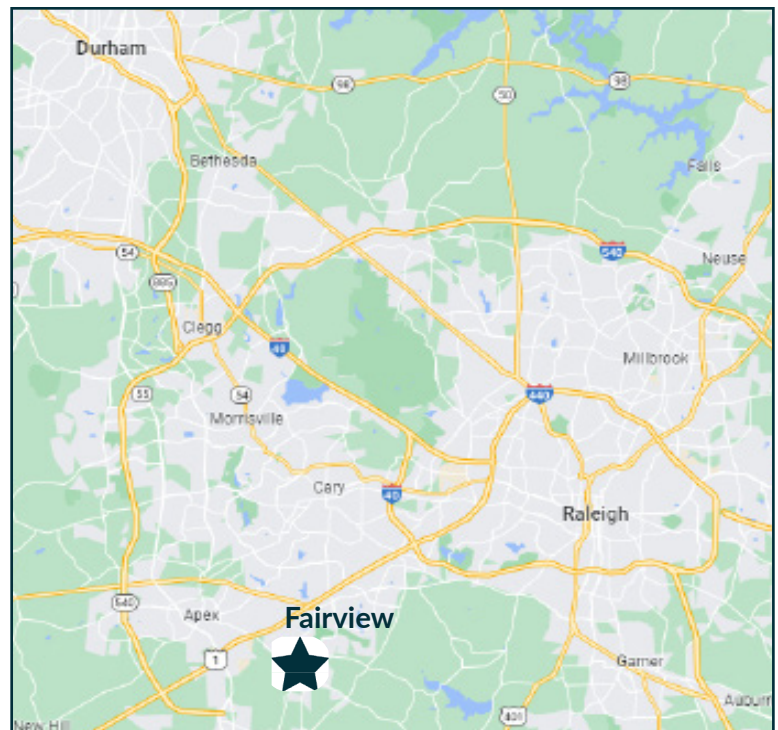 Durham
98
98
50
Bethesda
Falls
54
540
Neuse
885
Clegg
40
Millbrook
55
54
440
Morrisville
Cary
40
Raleigh
540
Apex
Fairview
1
Garner
Auburn
401
New Hill